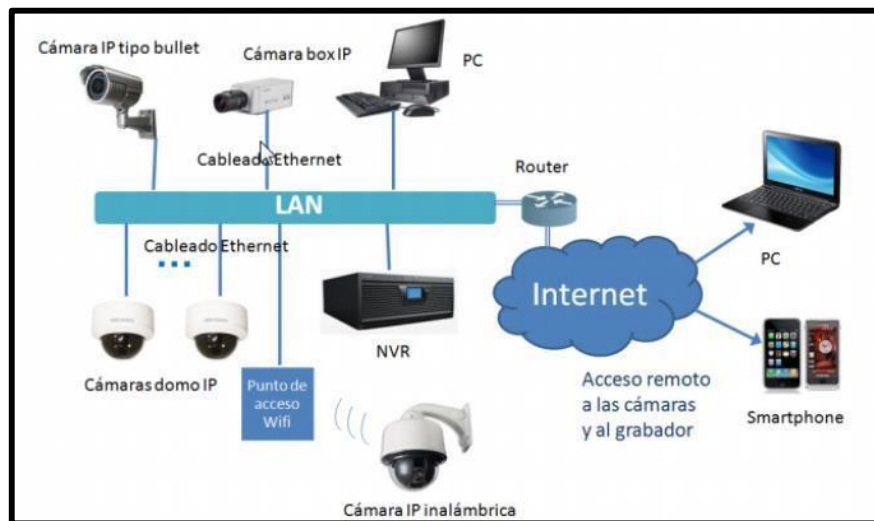 Cámara IP tipo bullet
Cámara box IP
PC
Cableado Ethernet
Router
LAN
Cableado Ethernet
PC
Internet
NVR
Cámaras domo IP
Punto de
acceso
Wifi
Acceso remoto
a las cámaras
y al grabador
Smartphone
Cámara IP inalámbrica